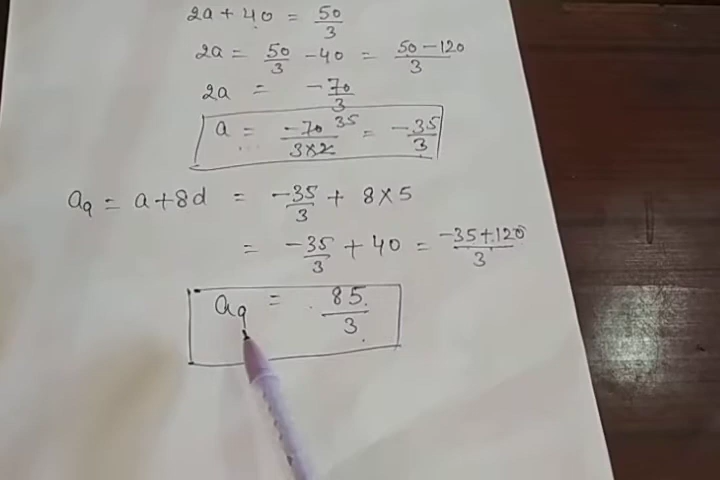 2a + 40 = 50/3
2a = 50/3 - 40 = 50-120/3
2a = -70/3
a = -70 35/3×2 = -35/3
a9 = a+8d = -35/3 + 8×5
= -35/3 + 40 = -35+120/3
a9 = 85/3